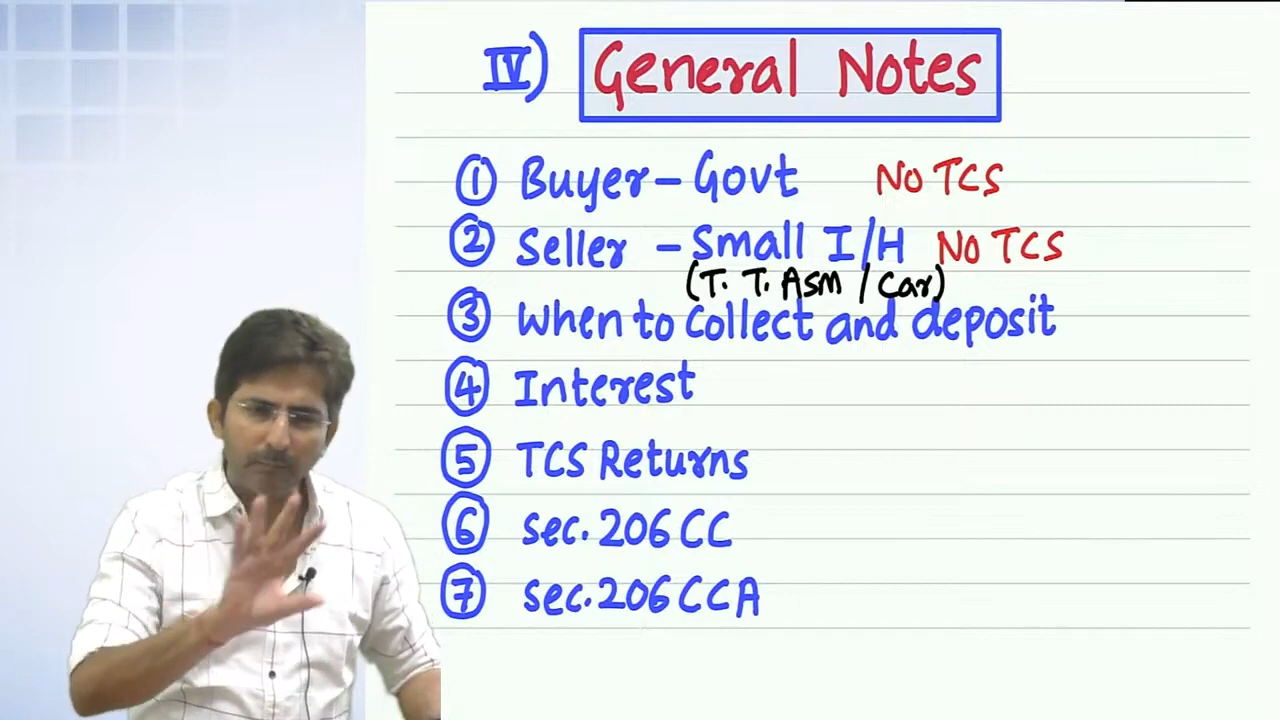 IV) General Notes
① Buyer - Govt No TCS
② Seller - Small I/H No TCS
(T. T. ASM / Car)
③ When to collect and deposit
④ Interest
⑤ TCS Returns
⑥ Sec. 206 CC
⑦ Sec. 206 CCA